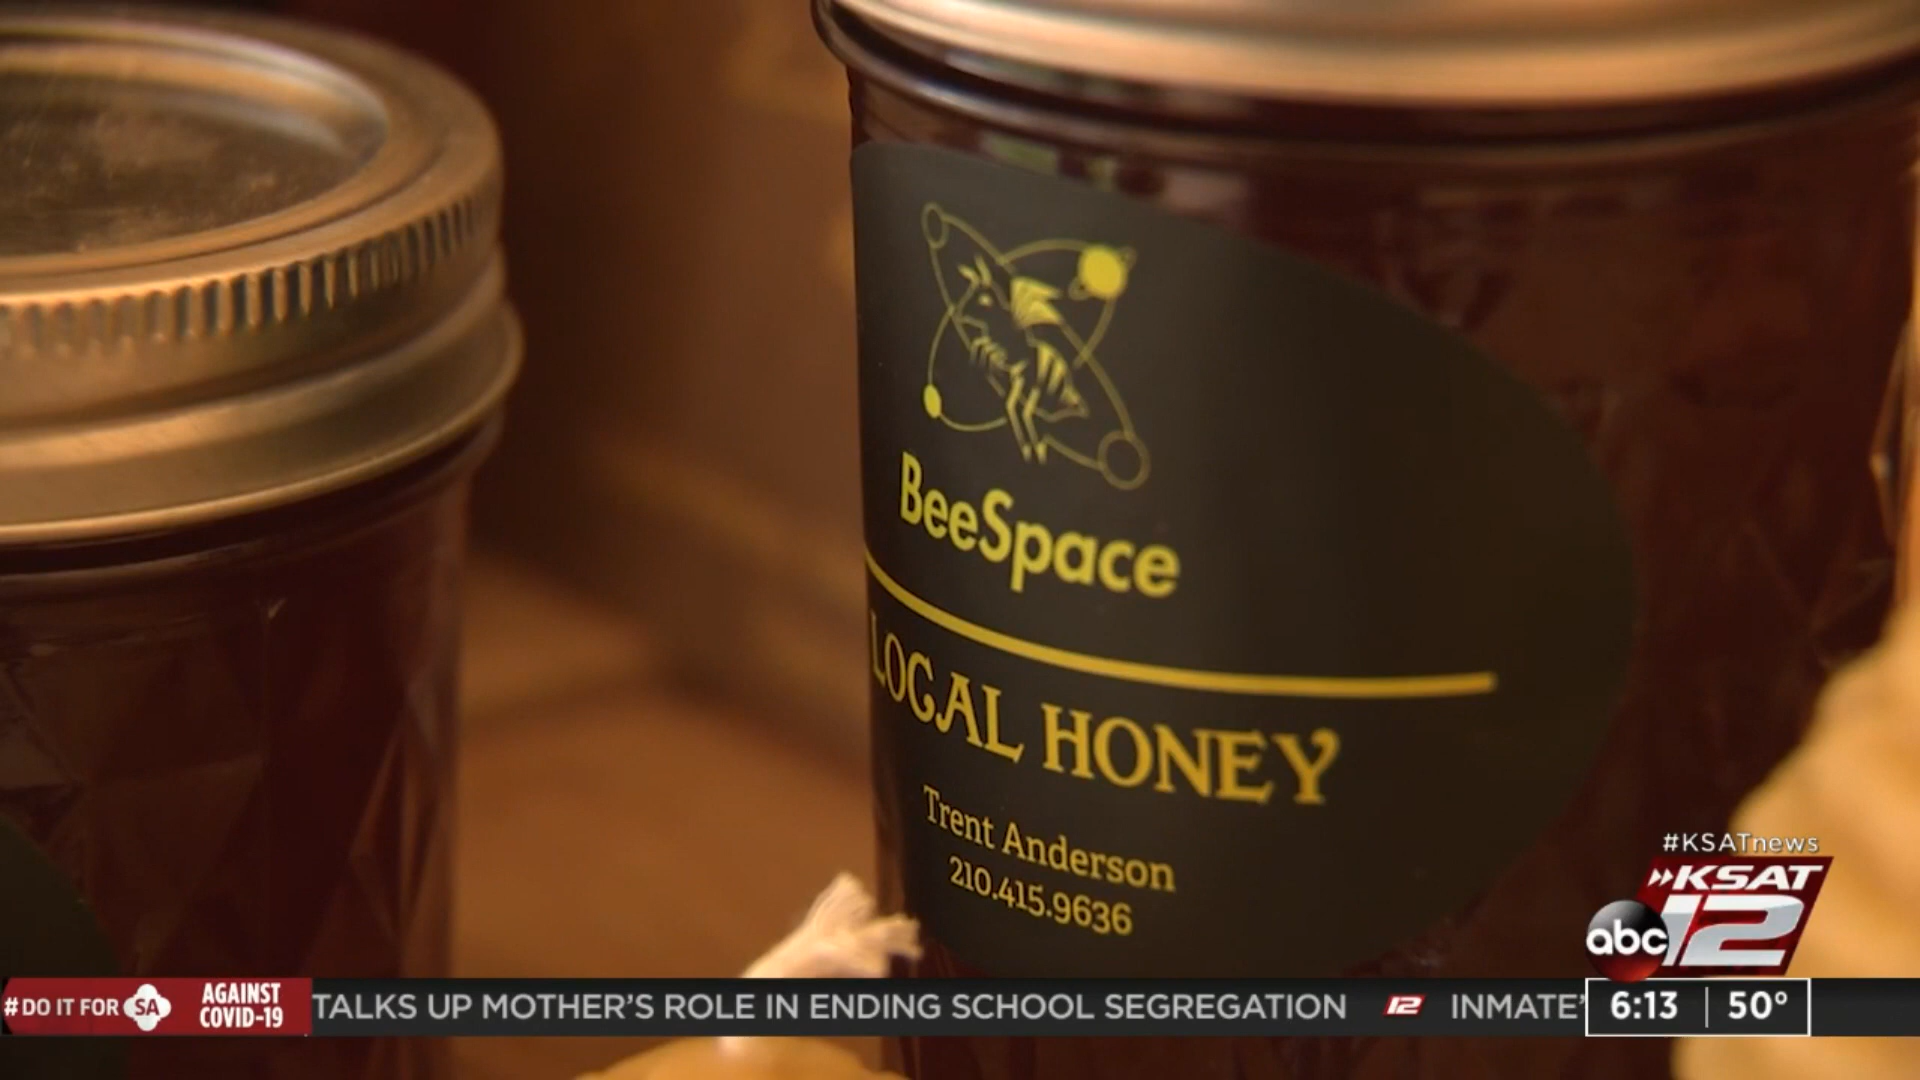 BeeSpace
LOCAL HONEY
Trent Anderson
210.415.9636
#KSATnews
KSAT
abc 12
#DO IT FOR SA AGAINST COVID-19
TALKS UP MOTHER'S ROLE IN ENDING SCHOOL SEGREGATION 12 INMATE'
6:13 50°